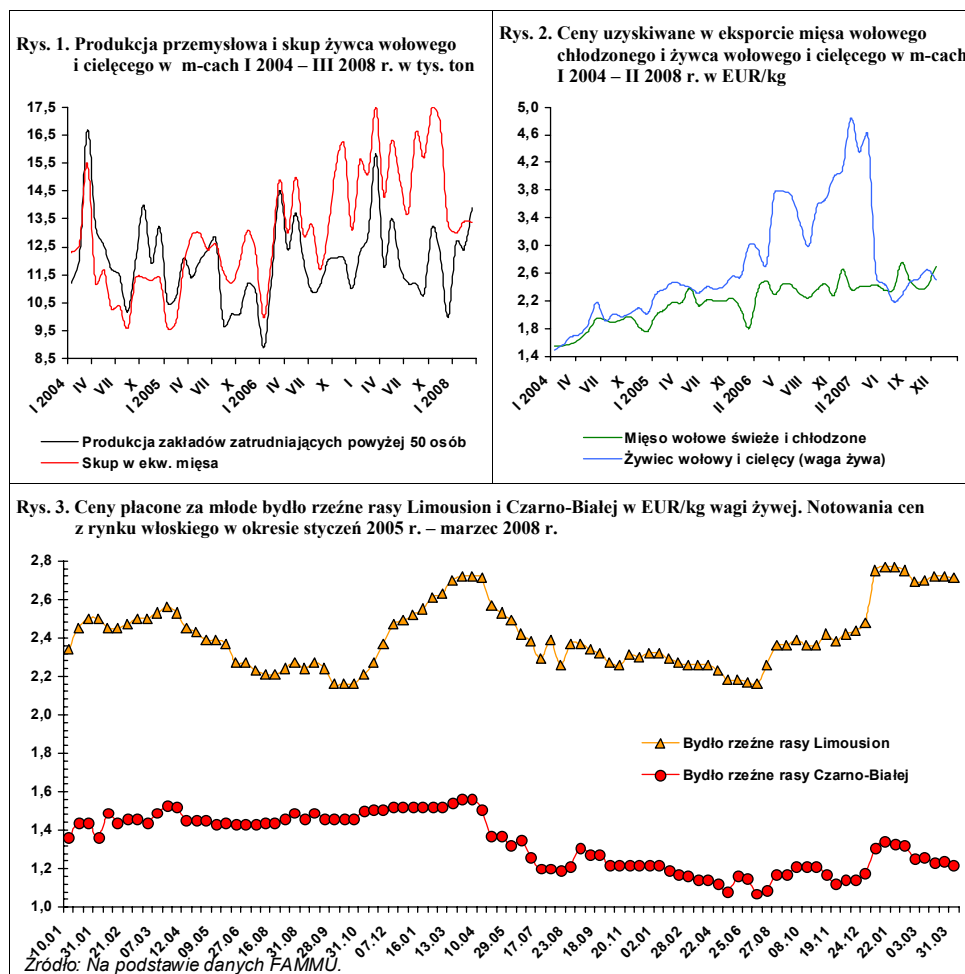 Rys. 1. Produkcja przemysłowa i skup żywca wołowego
i cielęcego w m-cach I 2004 – III 2008 r. w tys. ton
17,5
16,5
15,5
14,5
13,5
12,5
11,5
10,5
9,5
8,5
I 2004
IV
VII
X
I 2005
IV
VII
X
I 2006
IV
VII
X
I
IV
VII
X
I 2008
Produkcja zakładów zatrudniających powyżej 50 osób
Skup w ekw. mięsa
Rys. 2. Ceny uzyskiwane w eksporcie mięsa wołowego
chłodzonego i żywca wołowego i cielęcego w m-cach
I 2004 – II 2008 r. w EUR/kg
5,0
4,6
4,2
3,8
3,4
3,0
2,6
2,2
1,8
1,4
I 2004
IV
VII
X
I 2005
V
VIII
XI
II 2006
V
VIII
XI
II 2007
VI
IX
XII
Mięso wołowe świeże i chłodzone
Żywiec wołowy i cielęcy (waga żywa)
Rys. 3. Ceny płacone za młode bydło rzeźne rasy Limousion i Czarno-Białej w EUR/kg wagi żywej. Notowania cen
z rynku włoskiego w okresie styczeń 2005 r. – marzec 2008 r.
2,8
2,6
2,4
2,2
2,0
1,8
1,6
1,4
1,2
1,0
Bydło rzeźne rasy Limousion
Bydło rzeźne rasy Czarno-Białej
10.01
31.01
21.02
07.03
12.04
09.05
27.06
16.08
31.08
28.09
31.10
07.12
16.01
13.03
10.04
29.05
17.07
23.08
18.09
20.11
02.01
28.02
22.04
25.06
27.08
08.10
19.11
24.12
22.01
03.03
31.03
Źródło: Na podstawie danych FAMMU.